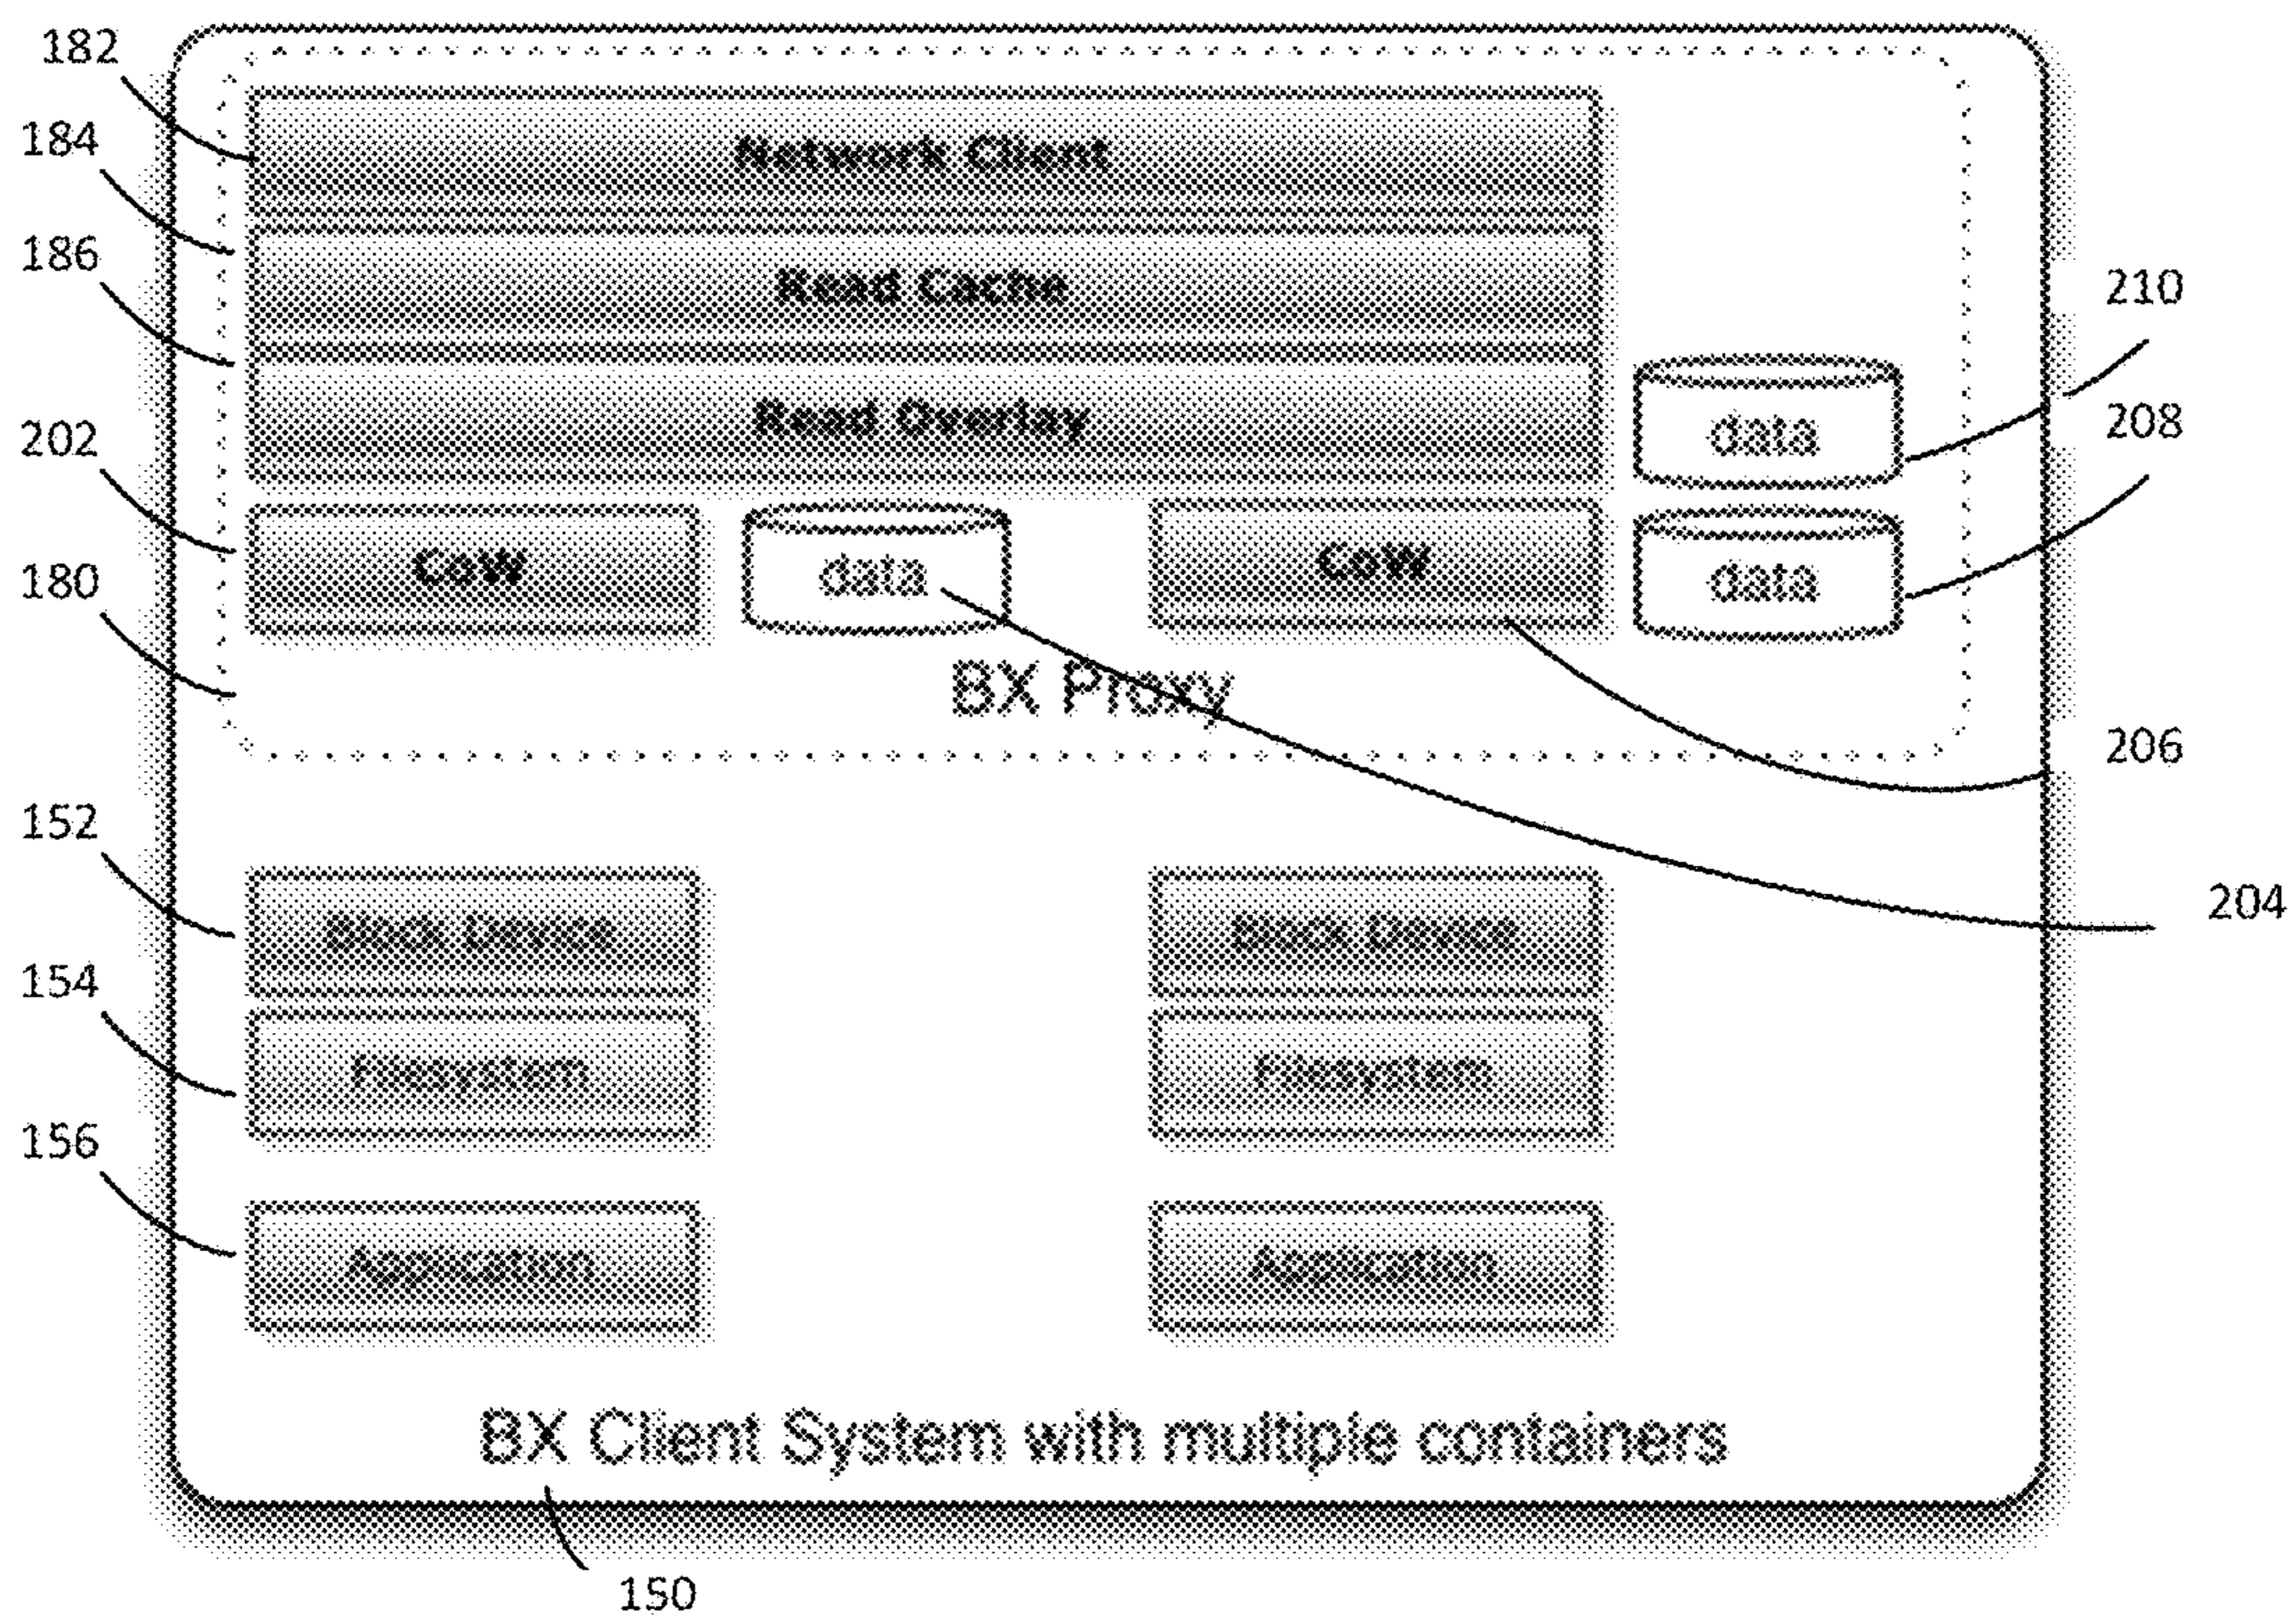 182
Network Client
184
Read Cache
186
210
Read Overlay
data
208
202
CoW
data
CoW
data
180
BX Proxy
206
152
Block Device
Block Device
204
154
Filesystem
Filesystem
156
Application
Application
BX Client System with multiple containers
150